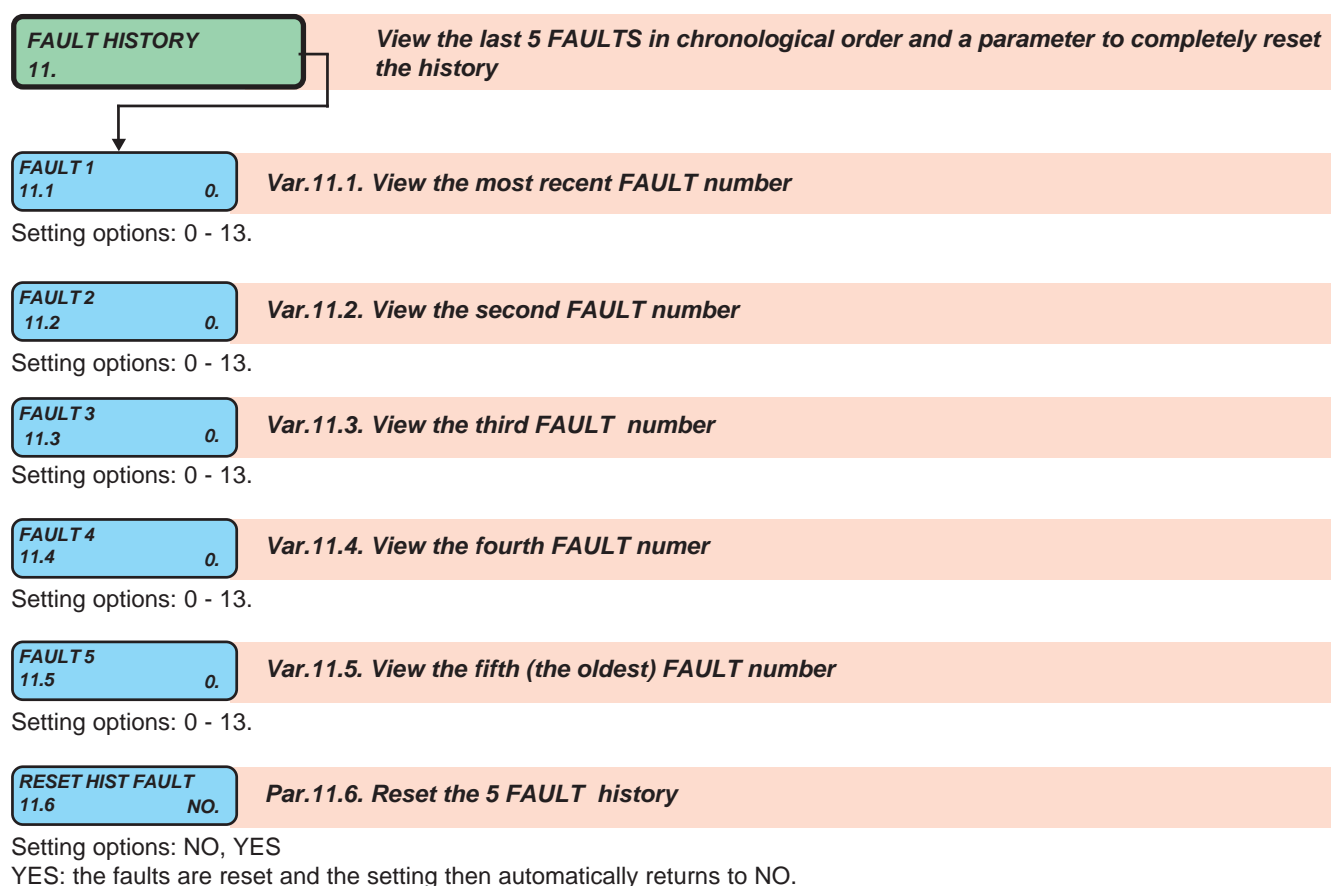 FAULT HISTORY
11.
View the last 5 FAULTS in chronological order and a parameter to completely reset
the history
FAULT 1
11.1 0.
Var.11.1. View the most recent FAULT number
Setting options: 0 - 13.
FAULT 2
11.2 0.
Var.11.2. View the second FAULT number
Setting options: 0 - 13.
FAULT 3
11.3 0.
Var.11.3. View the third FAULT number
Setting options: 0 - 13.
FAULT 4
11.4 0.
Var.11.4. View the fourth FAULT numer
Setting options: 0 - 13.
FAULT 5
11.5 0.
Var.11.5. View the fifth (the oldest) FAULT number
Setting options: 0 - 13.
RESET HIST FAULT
11.6 NO.
Par.11.6. Reset the 5 FAULT history
Setting options: NO, YES
YES: the faults are reset and the setting then automatically returns to NO.